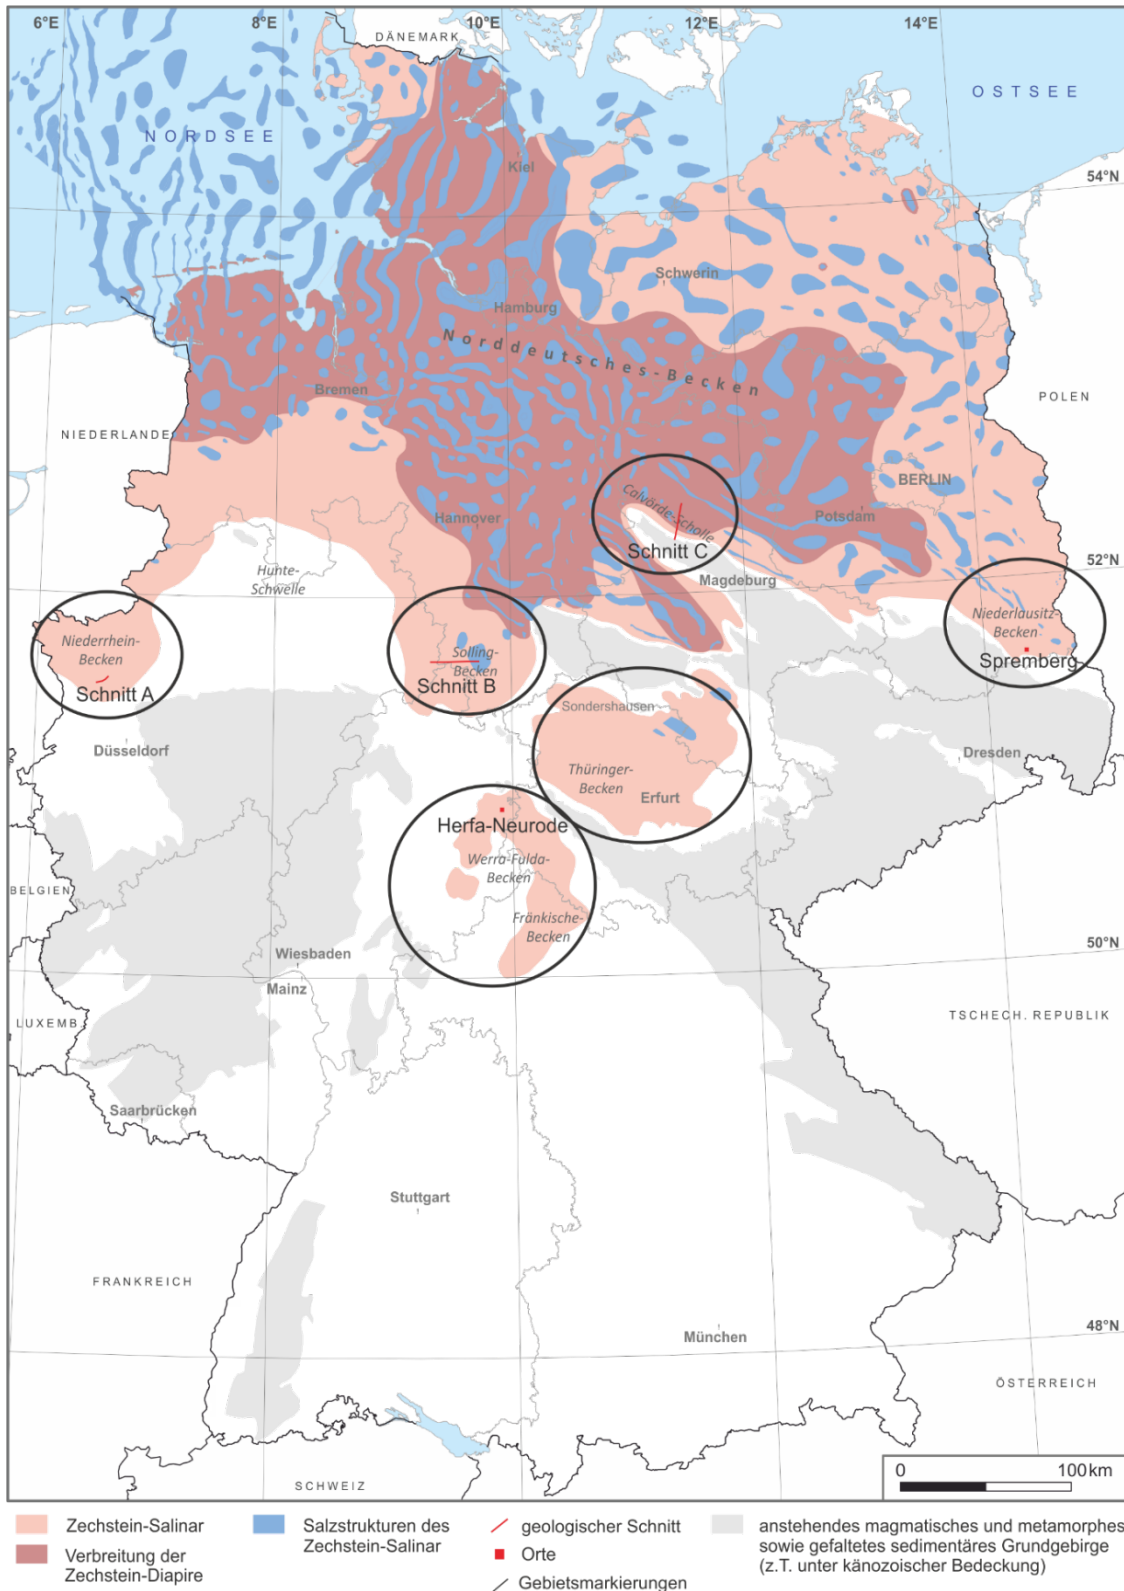 6°E
8°E
10°E
12°E
14°E
DÄNEMARK
OSTSEE
NORDSEE
Kiel
54°N
Schwerin
Hamburg
Norddeutsches-Becken
Bremen
POLEN
NIEDERLANDE
BERLIN
Calvörde-Scholle
Hannover
Potsdam
Schnitt C
52°N
Hunte-
Schwelle
Magdeburg
Niederlausitz-
Becken
Niederrhein-
Becken
Solling-
Becken
Spremberg
Schnitt A
Schnitt B
Sondershausen
Düsseldorf
Dresden
Thüringer-
Becken
Erfurt
Herfa-Neurode
Werra-Fulda-
Becken
BELGIEN
Fränkische-
Becken
50°N
Wiesbaden
Mainz
LUXEMB.
TSCHECH. REPUBLIK
Saarbrücken
Stuttgart
FRANKREICH
48°N
München
ÖSTERREICH
SCHWEIZ
0 100 km
Zechstein-Salinar
Verbreitung der
Zechstein-Diapire
Salzstrukturen des
Zechstein-Salinar
geologischer Schnitt
Orte
Gebietsmarkierungen
anstehendes magmatisches und metamorphes
sowie gefaltetes sedimentäres Grundgebirge
(z.T. unter känozoischer Bedeckung)